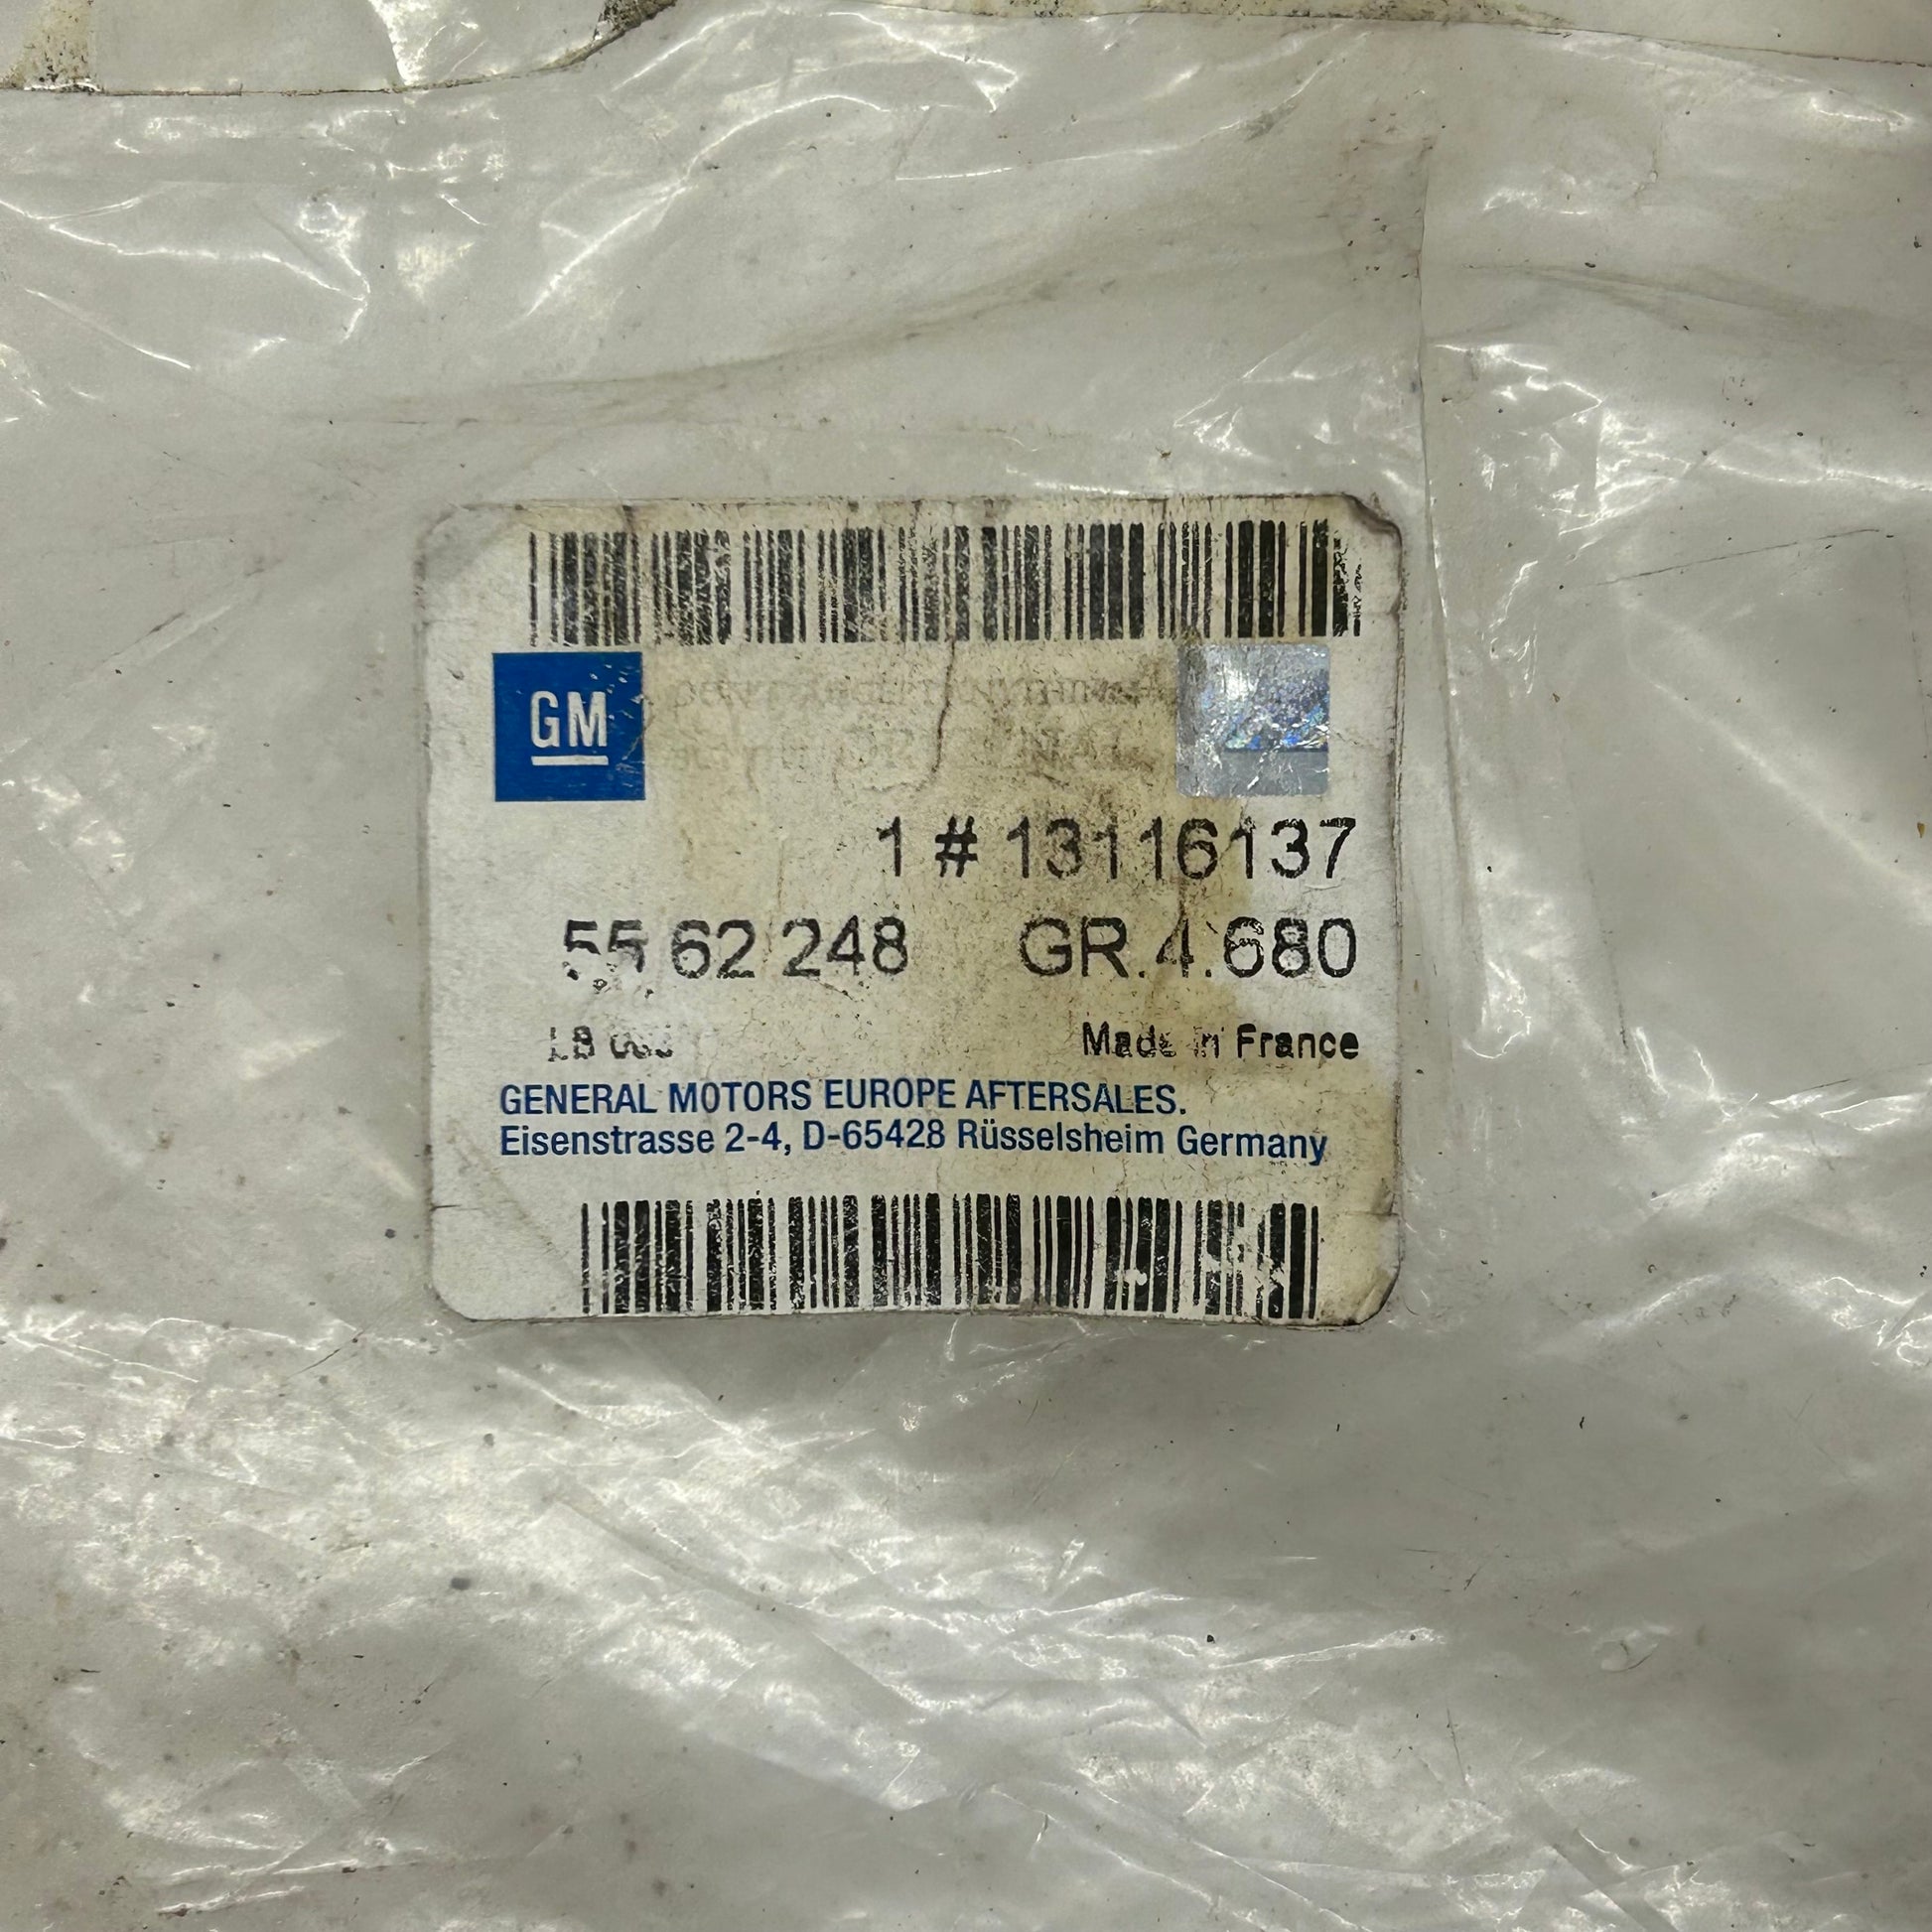 GM
1 # 13116137
55 62 248 GR.4.680
Made in France
GENERAL MOTORS EUROPE AFTERSALES.
Eisenstrasse 2-4, D-65428 Rüsselsheim Germany